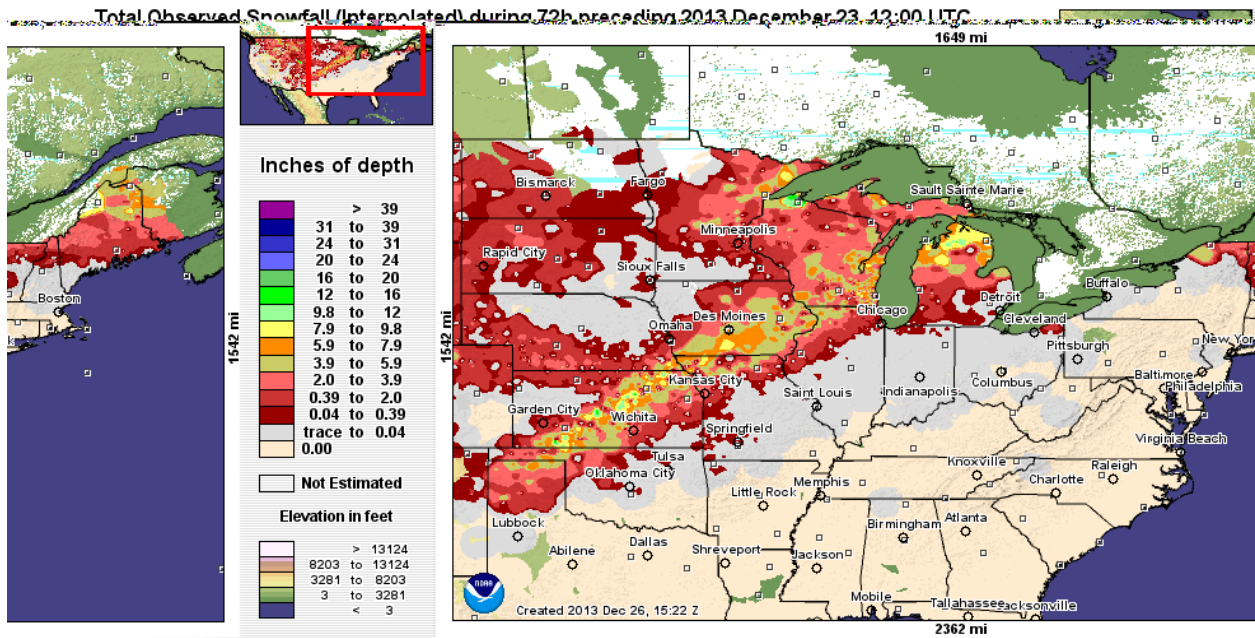 Total Observed Snowfall (Interpolated) during 72h preceding 2013 December 23, 12:00 UTC
1649 mi
Boston
1542 mi
Inches of depth
> 39
31 to 39
24 to 31
20 to 24
16 to 20
12 to 16
9.8 to 12
7.9 to 9.8
5.9 to 7.9
3.9 to 5.9
2.0 to 3.9
0.39 to 2.0
0.04 to 0.39
trace to 0.04
0.00
Not Estimated
Elevation in feet
> 13124
8203 to 13124
3281 to 8203
3 to 3281
< 3
1542 mi
Bismarck
Fargo
Sault Sainte Marie
Minneapolis
Rapid City
Sioux Falls
Buffalo
Detroit
Chicago
Cleveland
Des Moines
Omaha
Pittsburgh
New Yor
Kansas City
Indianapolis
Columbus
Baltimore
Philadelphia
Saint Louis
Garden City
Wichita
Springfield
Virginia Beach
Tulsa
Oklahoma City
Knoxville
Raleigh
Memphis
Charlotte
Little Rock
Lubbock
Birmingham
Atlanta
Abilene
Dallas
Shreveport
Jackson
NOAA
Created 2013 Dec 26, 15:22 Z
Mobile
Tallahassee
acksonville
2362 mi